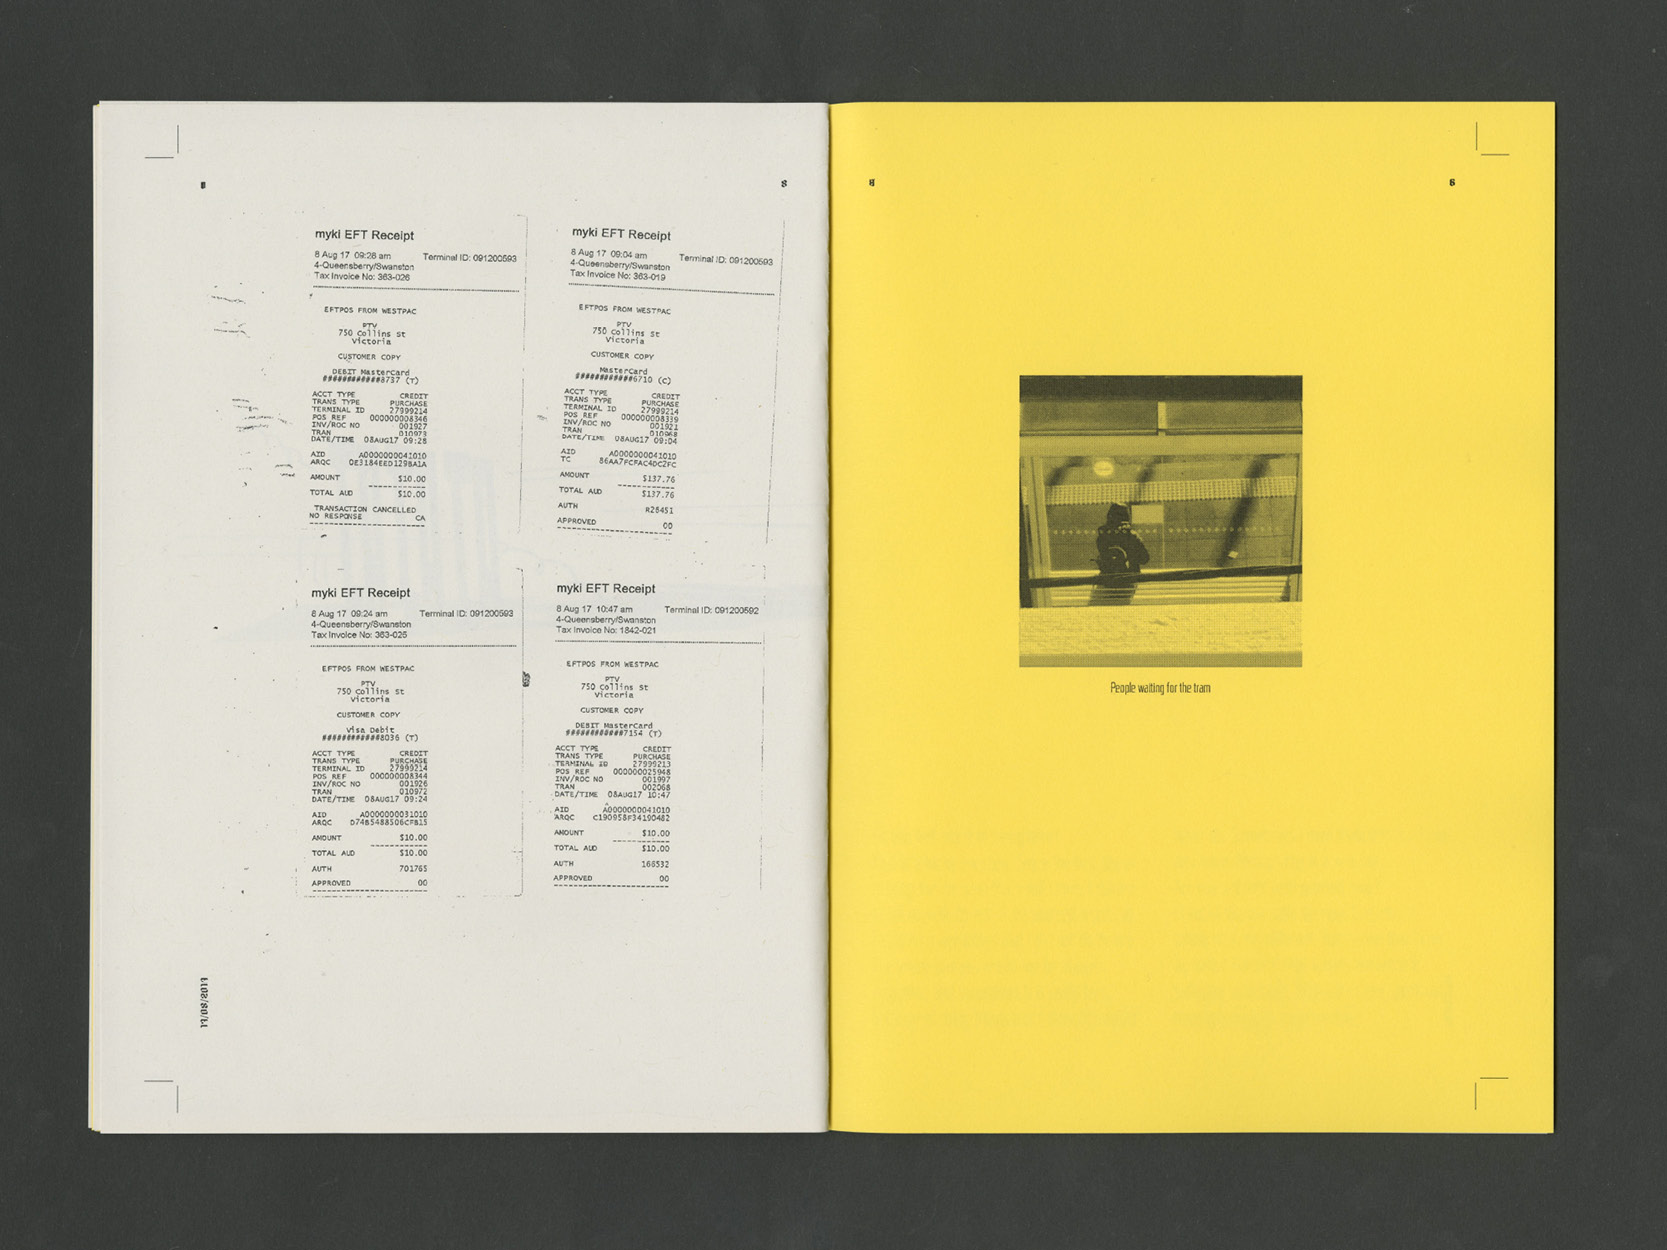 8
myki EFT Receipt
8 Aug 17 09:28 am Terminal ID: 091200593
4-Queensberry/Swanston
Tax Invoice No: 363-026
EFTPOS FROM WESTPAC
PTV
750 Collins St
Victoria
CUSTOMER COPY
DEBIT MasterCard
############8737 (T)
ACCT TYPE CREDIT
TRANS TYPE PURCHASE
TERMINAL ID 27999214
POS REF 000000008346
INV/ROC NO 001927
TRAN 010973
DATE/TIME 08AUG17 09:28
AID A0000000041010
ARQC DE3184EED129BA1A
AMOUNT $10.00
TOTAL AUD $10.00
TRANSACTION CANCELLED
NO RESPONSE CA
myki EFT Receipt
8 Aug 17 09:04 am Terminal ID: 091200593
4-Queensberry/Swanston
Tax Invoice No: 363-019
EFTPOS FROM WESTPAC
PTV
750 Collins St
Victoria
CUSTOMER COPY
MasterCard
############6710 (C)
ACCT TYPE CREDIT
TRANS TYPE PURCHASE
TERMINAL ID 27999214
POS REF 000000008339
INV/ROC NO 001921
TRAN 010968
DATE/TIME 08AUG17 09:04
AID A0000000041010
TC 86AA7FCFAC4DC2FC
AMOUNT $137.76
TOTAL AUD $137.76
AUTH R28451
APPROVED 00
myki EFT Receipt
8 Aug 17 09:24 am Terminal ID: 091200593
4-Queensberry/Swanston
Tax Invoice No: 363-025
EFTPOS FROM WESTPAC
PTV
750 Collins St
Victoria
CUSTOMER COPY
Visa Debit
############8036 (T)
ACCT TYPE CREDIT
TRANS TYPE PURCHASE
TERMINAL ID 27999214
POS REF 000000008344
INV/ROC NO 001926
TRAN 010972
DATE/TIME 08AUG17 09:24
AID A0000000031010
ARQC D74B5488506CFB15
AMOUNT $10.00
TOTAL AUD $10.00
AUTH 701765
APPROVED 00
myki EFT Receipt
8 Aug 17 10:47 am Terminal ID: 091200592
4-Queensberry/Swanston
Tax Invoice No: 1842-021
EFTPOS FROM WESTPAC
PTV
750 Collins St
Victoria
CUSTOMER COPY
DEBIT MasterCard
############7154 (T)
ACCT TYPE CREDIT
TRANS TYPE PURCHASE
TERMINAL ID 27999213
POS REF 000000025948
INV/ROC NO 001997
TRAN 002068
DATE/TIME 08AUG17 10:47
AID A0000000041010
ARQC C190958F34190482
AMOUNT $10.00
TOTAL AUD $10.00
AUTH 168532
APPROVED 00
People waiting for the tram